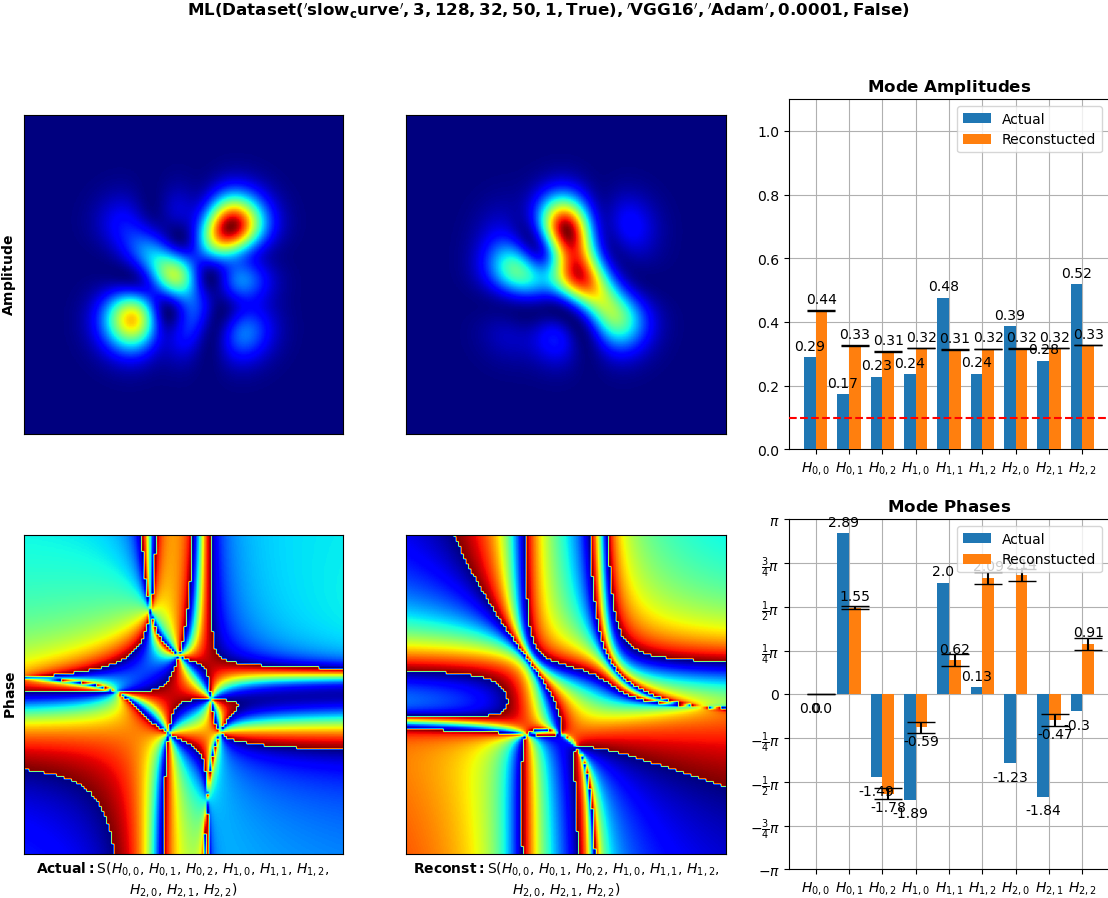 ML(Dataset('slow_curve', 3, 128, 32, 50, 1, True), 'VGG16', 'Adam', 0.0001, False)
Amplitude
Mode Amplitudes
Actual
Reconstucted
1.0
0.8
0.6
0.4
0.2
0.0
0.29
0.44
0.17
0.33
0.23
0.31
0.24
0.32
0.48
0.31
0.24
0.32
0.39
0.32
0.28
0.32
0.52
0.33
H0,0 H0,1 H0,2 H1,0 H1,1 H1,2 H2,0 H2,1 H2,2
Phase
Actual: S(H0,0, H0,1, H0,2, H1,0, H1,1, H1,2,
H2,0, H2,1, H2,2)
Reconst: S(H0,0, H0,1, H0,2, H1,0, H1,1, H1,2,
H2,0, H2,1, H2,2)
Mode Phases
Actual
Reconstucted
π
3/4π
1/2π
1/4π
0
−1/4π
−1/2π
−3/4π
−π
0.0
0.0
2.89
1.55
-1.49
-1.78
-1.89
-0.59
2.0
0.62
0.13
2.09
-1.23
-1.84
-0.47
-0.3
0.91
H0,0 H0,1 H0,2 H1,0 H1,1 H1,2 H2,0 H2,1 H2,2